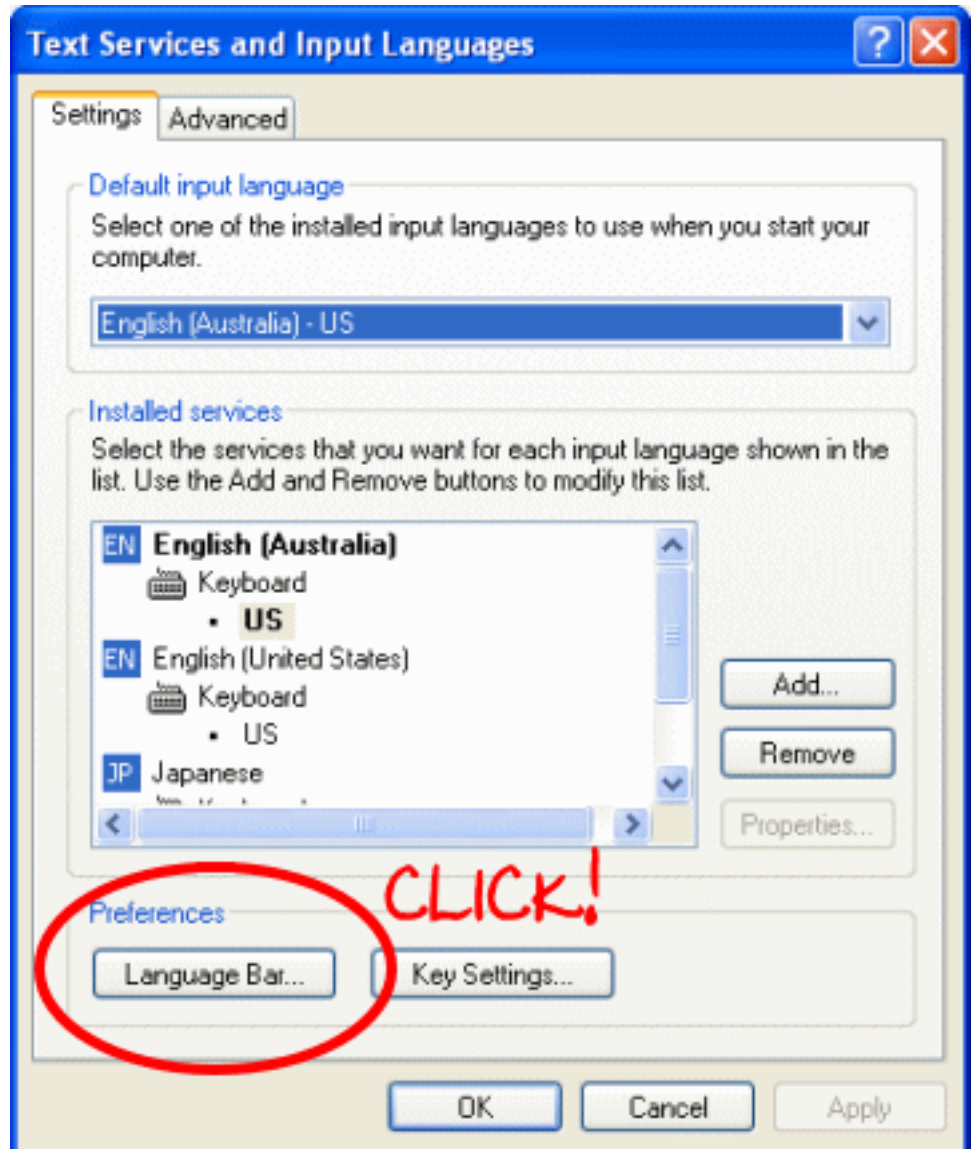 Text Services and Input Languages
Settings
Advanced
Default input language
Select one of the installed input languages to use when you start your
computer.
English (Australia) - US
Installed services
Select the services that you want for each input language shown in the
list. Use the Add and Remove buttons to modify this list.
EN English (Australia)
Keyboard
• US
EN English (United States)
Keyboard
• US
JP Japanese
Add...
Remove
Properties...
CLICK!
Preferences
Language Bar...
Key Settings...
OK
Cancel
Apply